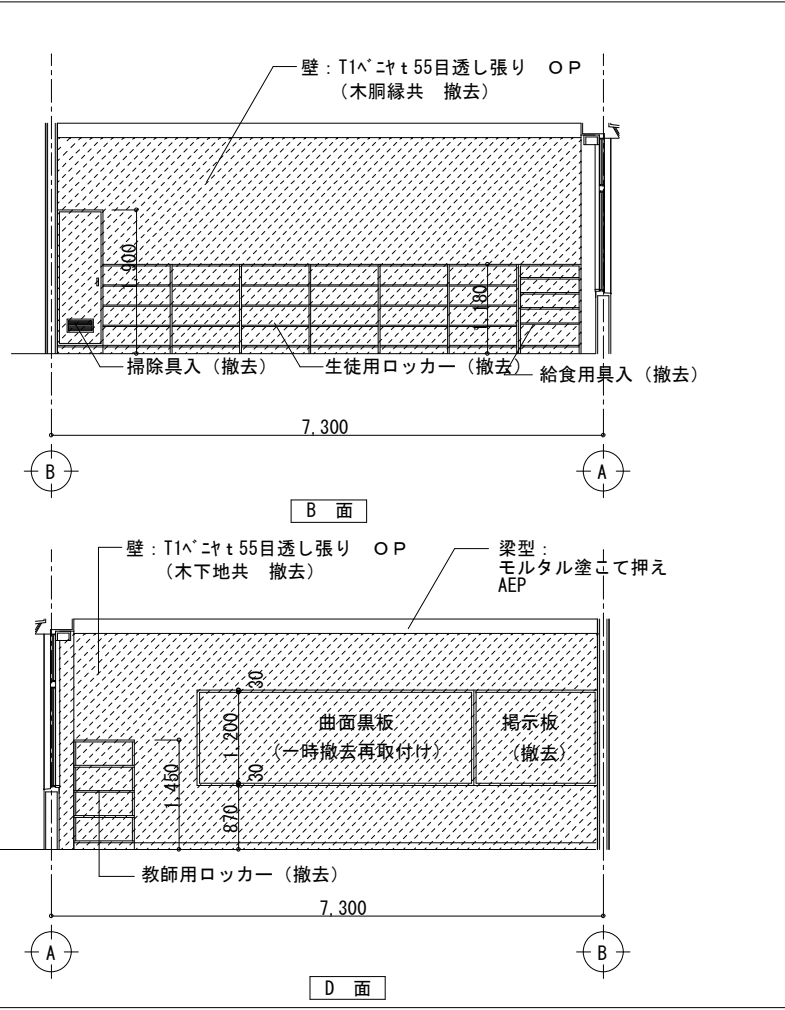 壁：T1ﾍﾞﾆﾔｔ55目透し張り　ＯＰ
（木胴縁共　撤去）
1,900
1,180
掃除具入（撤去）
生徒用ロッカー（撤去）
給食用具入（撤去）
7,300
B
A
B 面
壁：T1ﾍﾞﾆﾔｔ55目透し張り　ＯＰ
（木下地共　撤去）
梁型：
モルタル塗こて押え
AEP
30
1,200
30
870
1,450
曲面黒板
（一時撤去再取付け）
掲示板
（撤去）
教師用ロッカー（撤去）
7,300
A
B
D 面